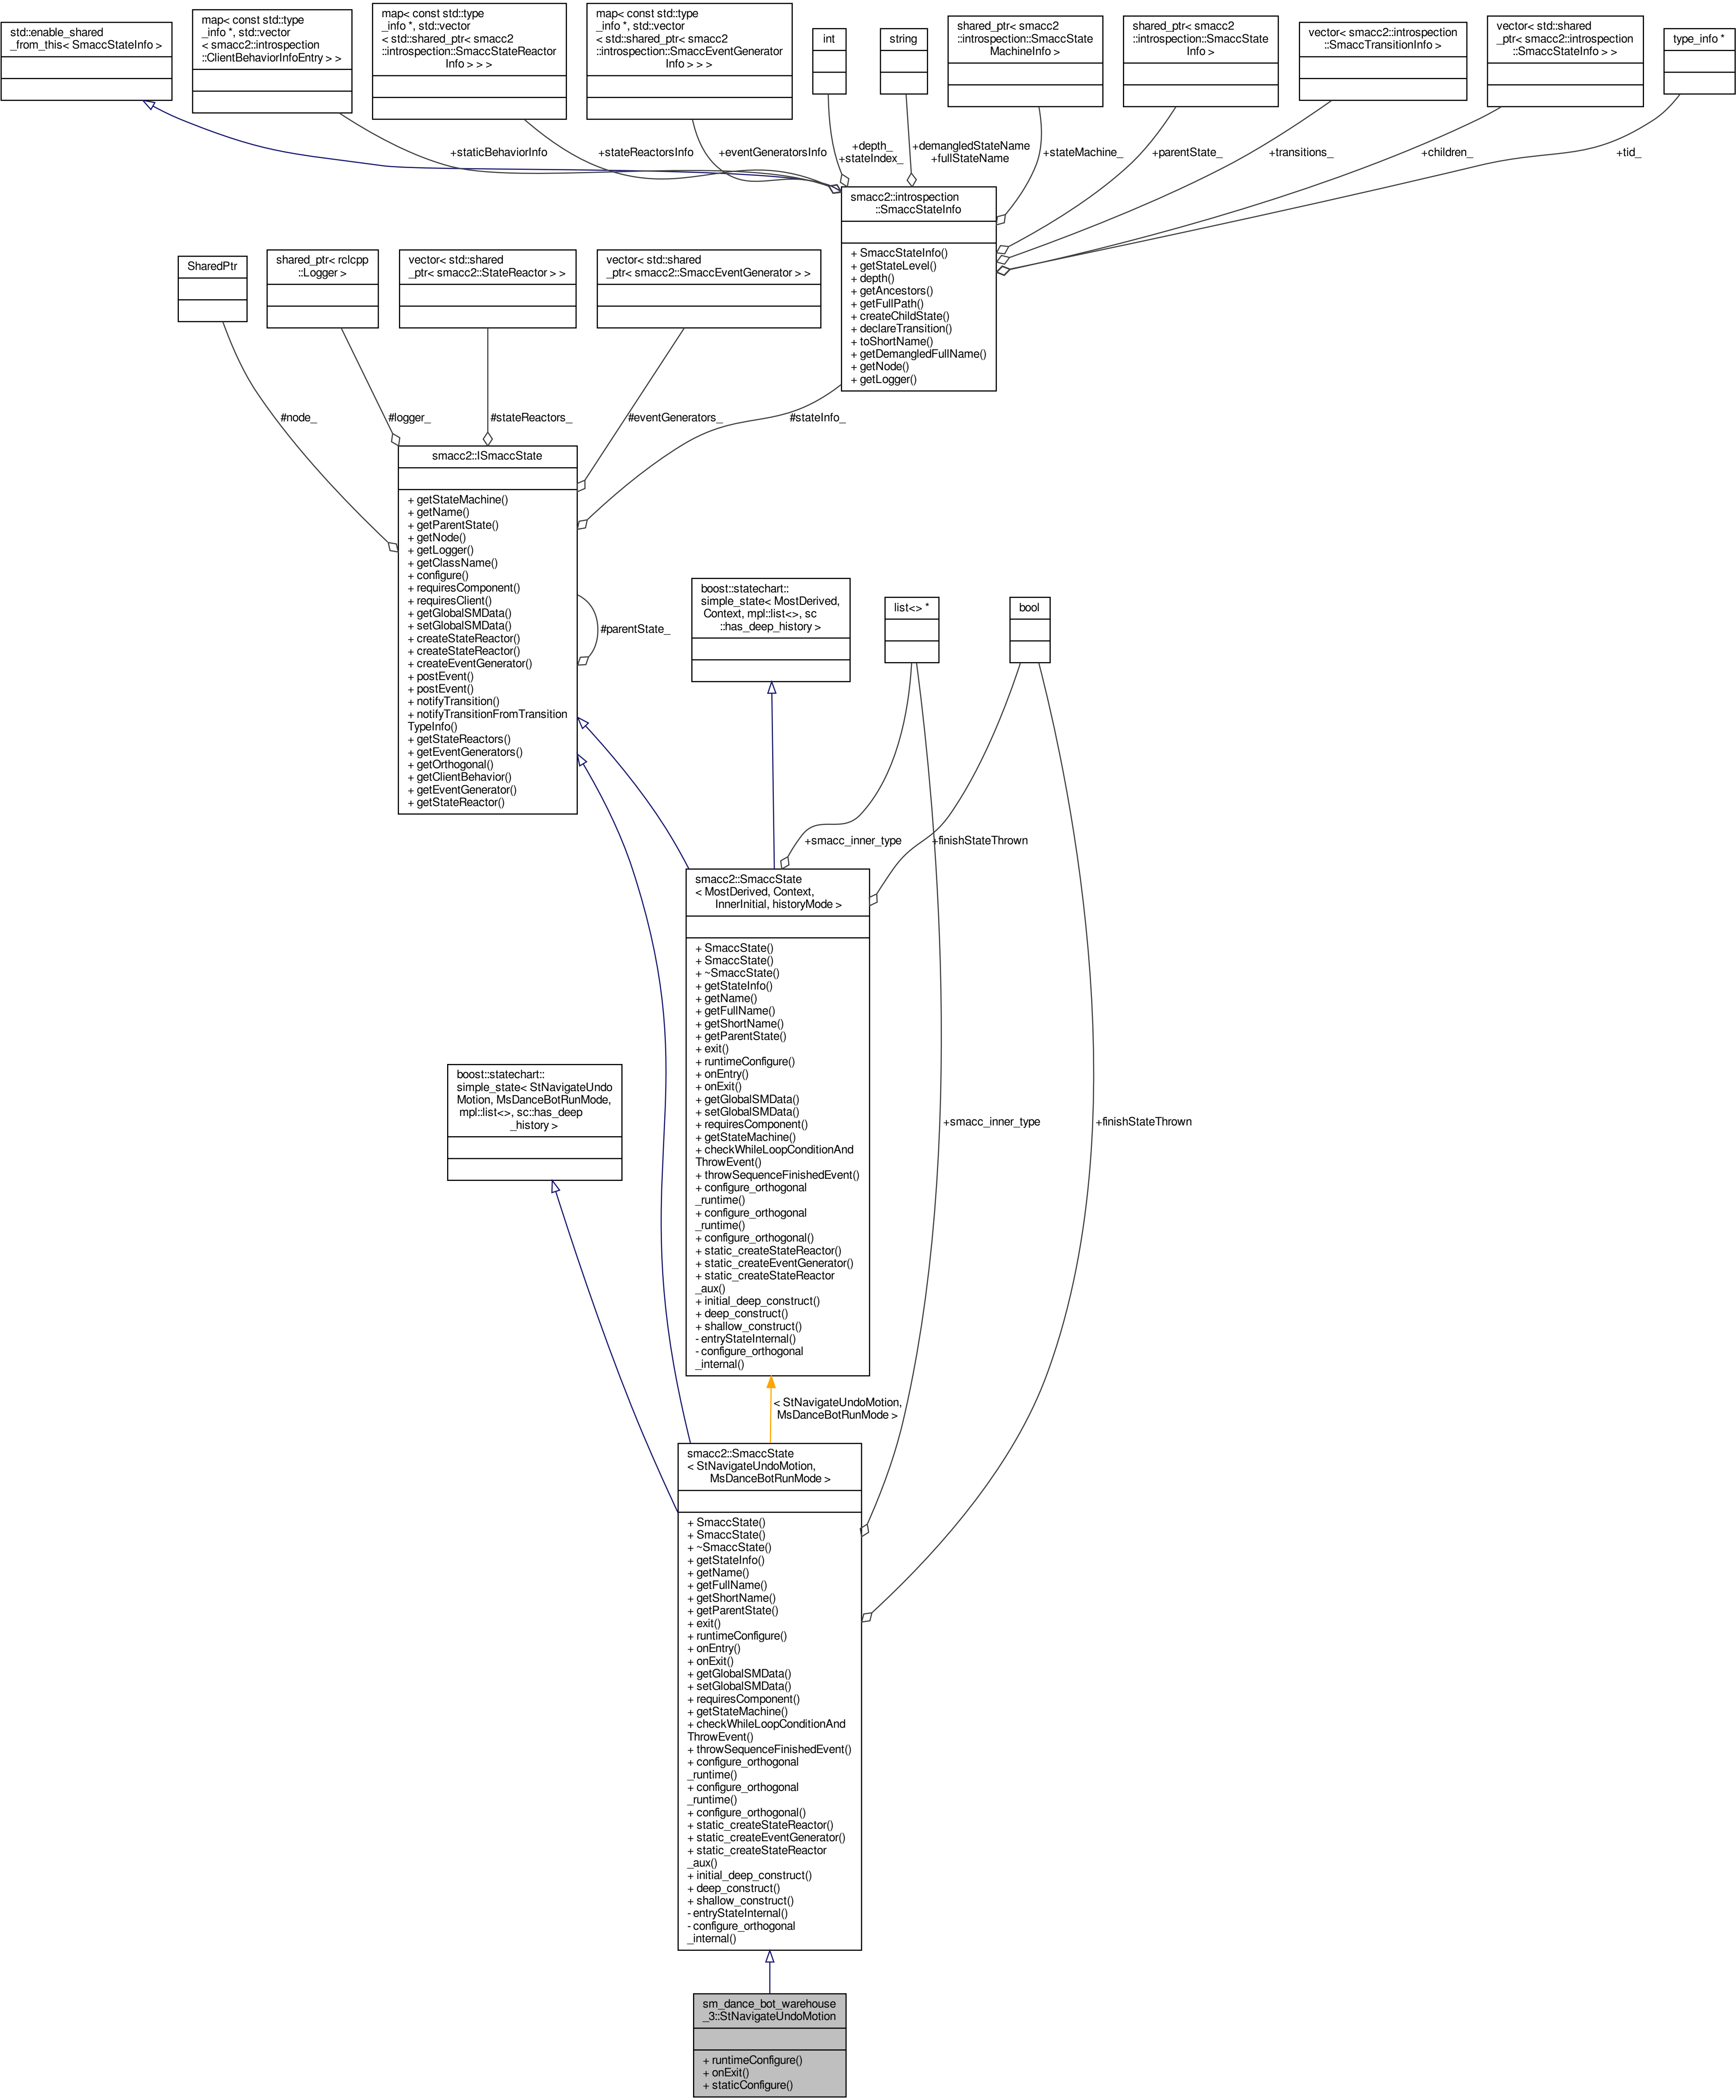 std::enable_shared
_from_this< SmaccStateInfo >
map< const std::type
_info *, std::vector
< smacc2::introspection
::ClientBehaviorInfoEntry > >
map< const std::type
_info *, std::vector
< std::shared_ptr< smacc2
::introspection::SmaccStateReactor
Info > > >
map< const std::type
_info *, std::vector
< std::shared_ptr< smacc2
::introspection::SmaccEventGenerator
Info > > >
int
string
shared_ptr< smacc2
::introspection::SmaccState
MachineInfo >
shared_ptr< smacc2
::introspection::SmaccState
Info >
vector< smacc2::introspection
::SmaccTransitionInfo >
vector< std::shared
_ptr< smacc2::introspection
::SmaccStateInfo > >
type_info *
+staticBehaviorInfo
+stateReactorsInfo
+eventGeneratorsInfo
+depth_
+stateIndex_
+demangledStateName
+fullStateName
+stateMachine_
+parentState_
+transitions_
+children_
+tid_
smacc2::introspection
::SmaccStateInfo
+ SmaccStateInfo()
+ getStateLevel()
+ depth()
+ getAncestors()
+ getFullPath()
+ createChildState()
+ declareTransition()
+ toShortName()
+ getDemangledFullName()
+ getNode()
+ getLogger()
SharedPtr
shared_ptr< rclcpp
::Logger >
vector< std::shared
_ptr< smacc2::StateReactor > >
vector< std::shared
_ptr< smacc2::SmaccEventGenerator > >
#node_
#logger_
#stateReactors_
#eventGenerators_
#stateInfo_
smacc2::ISmaccState
+ getStateMachine()
+ getName()
+ getParentState()
+ getNode()
+ getLogger()
+ getClassName()
+ configure()
+ requiresComponent()
+ requiresClient()
+ getGlobalSMData()
+ setGlobalSMData()
+ createStateReactor()
+ createStateReactor()
+ createEventGenerator()
+ postEvent()
+ postEvent()
+ notifyTransition()
+ notifyTransitionFromTransition
TypeInfo()
+ getStateReactors()
+ getEventGenerators()
+ getOrthogonal()
+ getClientBehavior()
+ getEventGenerator()
+ getStateReactor()
#parentState_
boost::statechart::
simple_state< MostDerived,
Context, mpl::list<>, sc
::has_deep_history >
list<> *
bool
+smacc_inner_type
+finishStateThrown
smacc2::SmaccState
< MostDerived, Context,
InnerInitial, historyMode >
+ SmaccState()
+ SmaccState()
+ ~SmaccState()
+ getStateInfo()
+ getName()
+ getFullName()
+ getShortName()
+ getParentState()
+ exit()
+ runtimeConfigure()
+ onEntry()
+ onExit()
+ getGlobalSMData()
+ setGlobalSMData()
+ requiresComponent()
+ getStateMachine()
+ checkWhileLoopConditionAnd
ThrowEvent()
+ throwSequenceFinishedEvent()
+ configure_orthogonal
_runtime()
+ configure_orthogonal
_runtime()
+ configure_orthogonal()
+ static_createStateReactor()
+ static_createEventGenerator()
+ static_createStateReactor
_aux()
+ initial_deep_construct()
+ deep_construct()
+ shallow_construct()
- entryStateInternal()
- configure_orthogonal
_internal()
boost::statechart::
simple_state< StNavigateUndo
Motion, MsDanceBotRunMode,
mpl::list<>, sc::has_deep
_history >
+smacc_inner_type
+finishStateThrown
< StNavigateUndoMotion,
MsDanceBotRunMode >
smacc2::SmaccState
< StNavigateUndoMotion,
MsDanceBotRunMode >
+ SmaccState()
+ SmaccState()
+ ~SmaccState()
+ getStateInfo()
+ getName()
+ getFullName()
+ getShortName()
+ getParentState()
+ exit()
+ runtimeConfigure()
+ onEntry()
+ onExit()
+ getGlobalSMData()
+ setGlobalSMData()
+ requiresComponent()
+ getStateMachine()
+ checkWhileLoopConditionAnd
ThrowEvent()
+ throwSequenceFinishedEvent()
+ configure_orthogonal
_runtime()
+ configure_orthogonal
_runtime()
+ configure_orthogonal()
+ static_createStateReactor()
+ static_createEventGenerator()
+ static_createStateReactor
_aux()
+ initial_deep_construct()
+ deep_construct()
+ shallow_construct()
- entryStateInternal()
- configure_orthogonal
_internal()
sm_dance_bot_warehouse
_3::StNavigateUndoMotion
+ runtimeConfigure()
+ onExit()
+ staticConfigure()